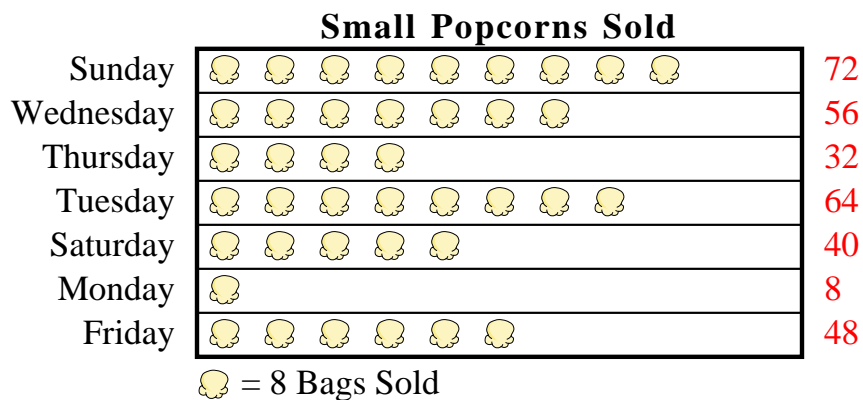 Small Popcorns Sold
Sunday 72
Wednesday 56
Thursday 32
Tuesday 64
Saturday 40
Monday 8
Friday 48
= 8 Bags Sold